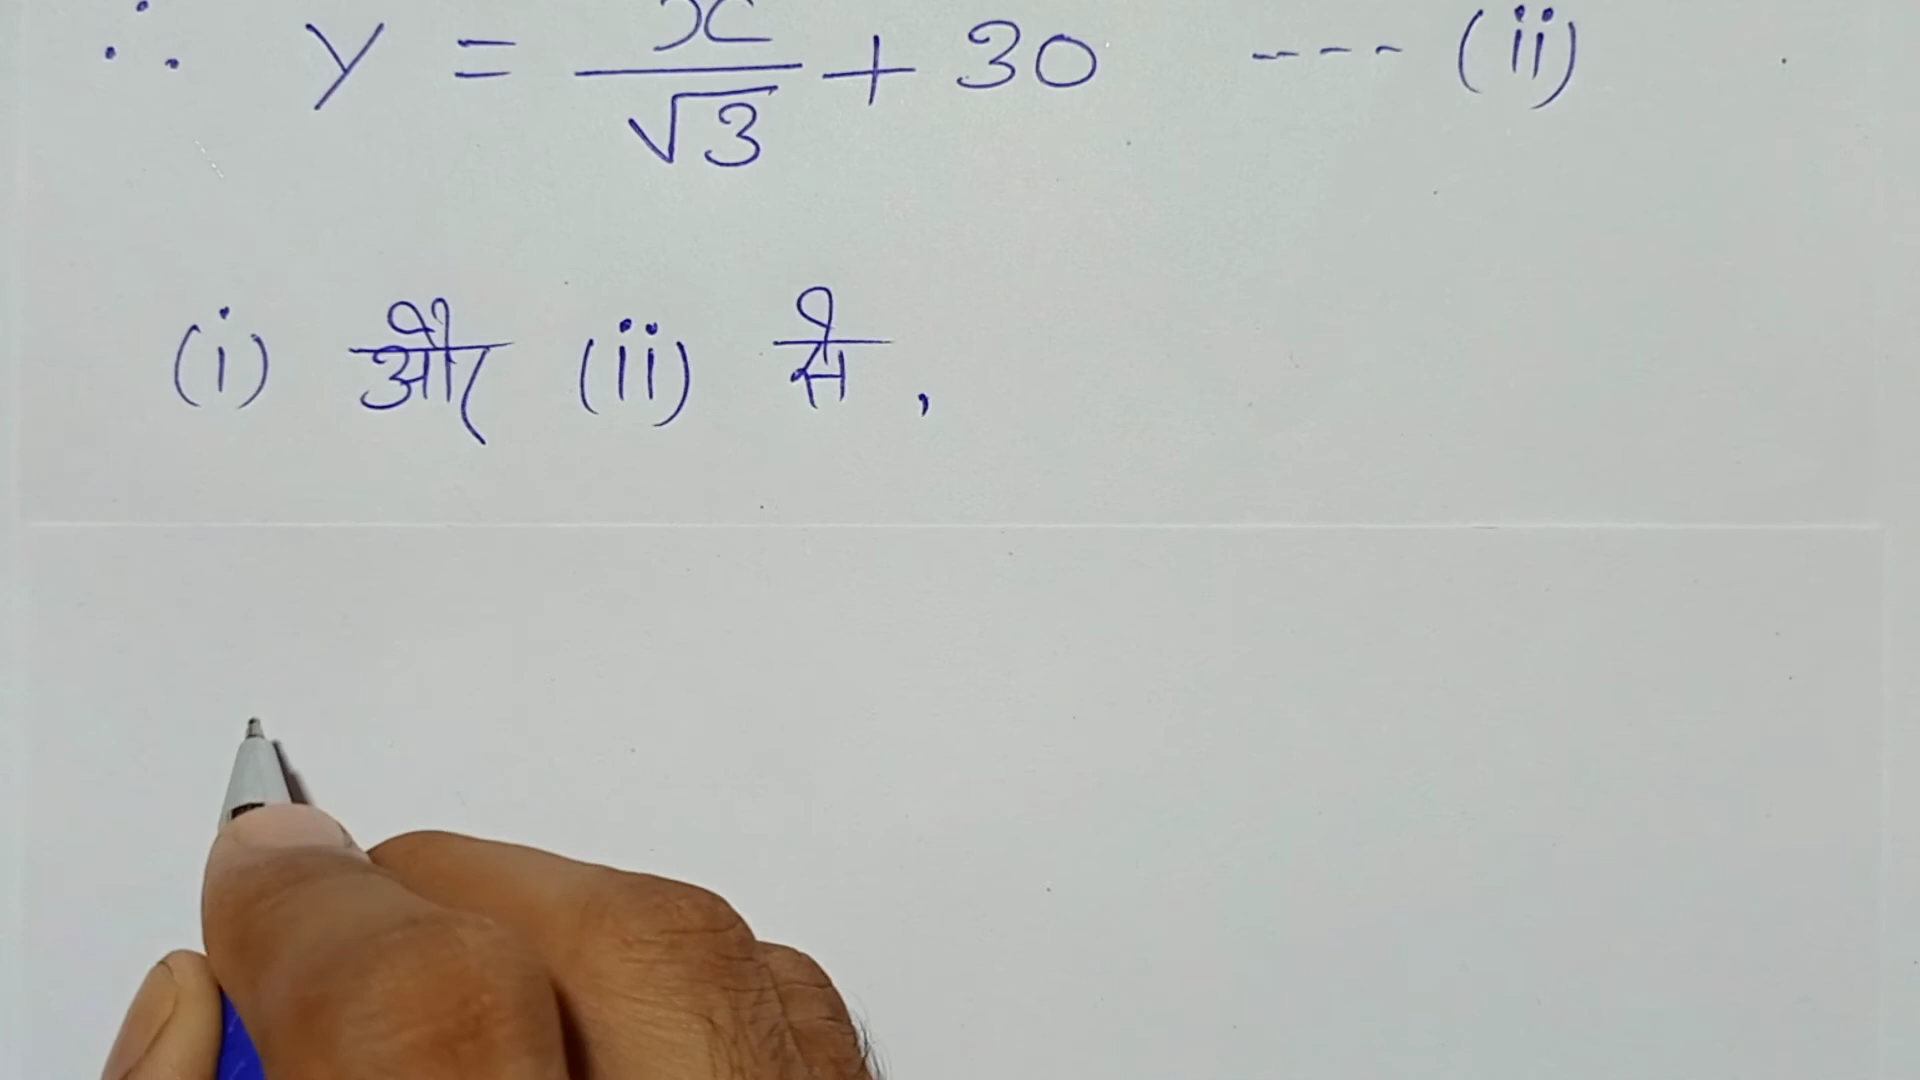 ∴ y = x/√3 + 30 --- (ii)
(i) और (ii) से,